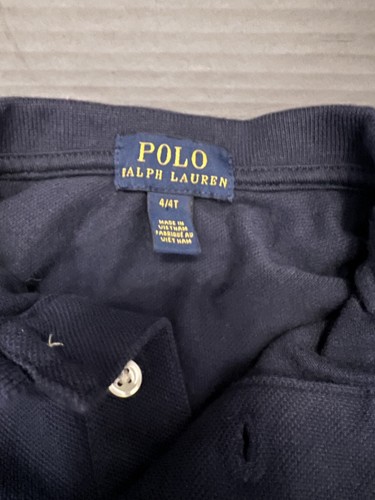 POLO
RALPH LAUREN
4/4T
MADE IN
VIETNAM
FABRIQUÉ AU
VIET NAM